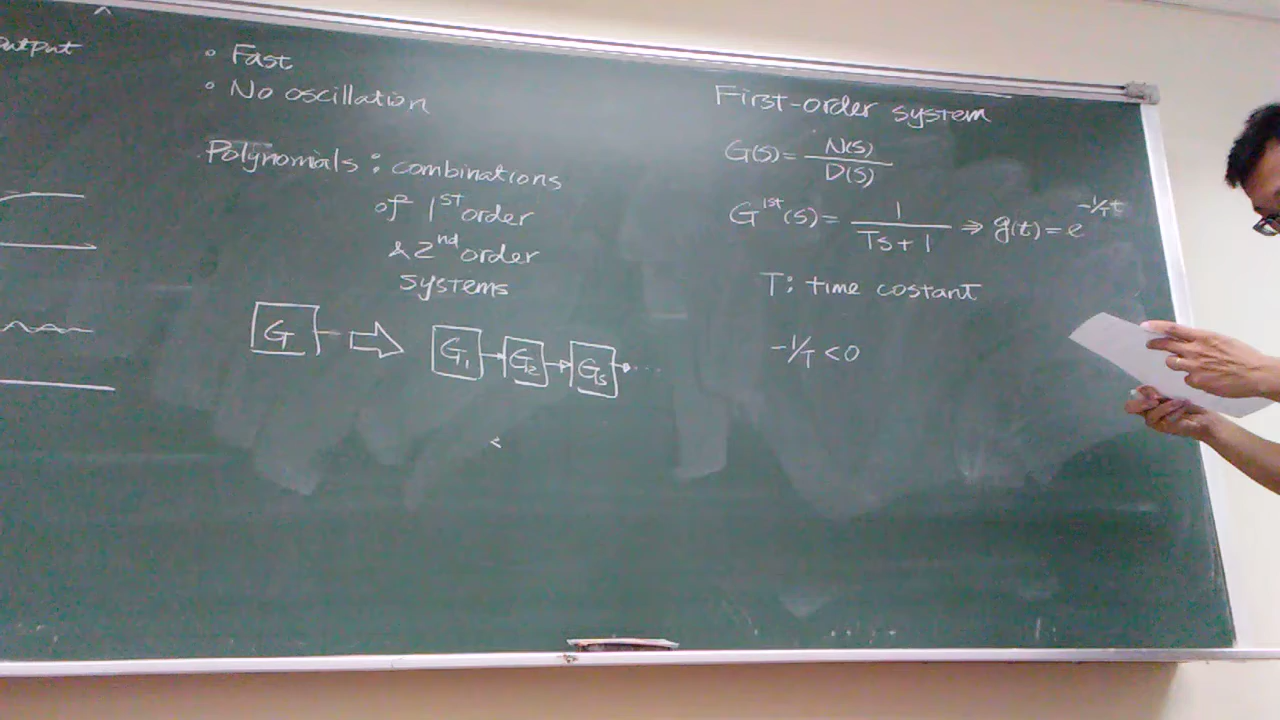 output
• Fast
• No oscillation
Polynomials : combinations
of 1st order
& 2nd order
systems
G ⇒ G1 → G2 → G3 → ...
First-order system
G(s) = N(s) / D(s)
G^1st(s) = 1 / (Ts + 1) ⇒ g(t) = e^(-1/T t)
T : time costant
-1/T < 0